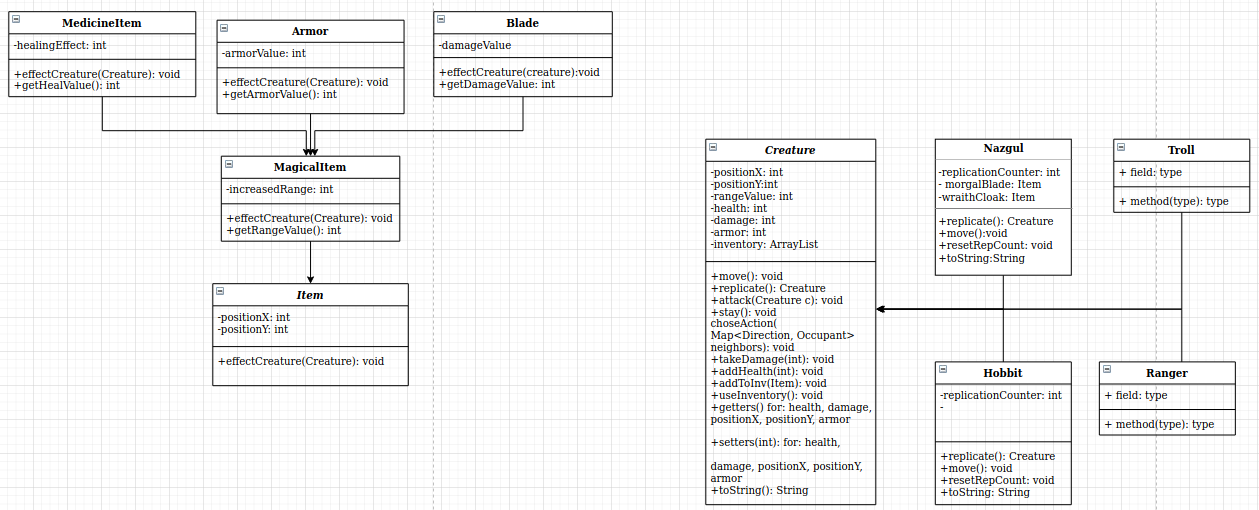 MedicineItem
-healingEffect: int
+effectCreature(Creature): void
+getHealValue(): int
Armor
-armorValue: int
+effectCreature(Creature): void
+getArmorValue(): int
Blade
-damageValue
+effectCreature(creature):void
+getDamageValue: int
MagicalItem
-increasedRange: int
+effectCreature(Creature): void
+getRangeValue(): int
Item
-positionX: int
-positionY: int
+effectCreature(Creature): void
Creature
-positionX: int
-positionY:int
-rangeValue: int
-health: int
-damage: int
-armor: int
-inventory: ArrayList
+move(): void
+replicate(): Creature
+attack(Creature c): void
+stay(): void
choseAction(
Map<Direction, Occupant>
neighbors): void
+takeDamage(int): void
+addHealth(int): void
+addToInv(Item): void
+useInventory(): void
+getters() for: health, damage,
positionX, positionY, armor
+setters(int): for: health,
damage, positionX, positionY,
armor
+toString(): String
Nazgul
-replicationCounter: int
- morgalBlade: Item
-wraithCloak: Item
+replicate(): Creature
+move():void
+resetRepCount: void
+toString:String
Troll
+ field: type
+ method(type): type
Hobbit
-replicationCounter: int
-
+replicate(): Creature
+move(): void
+resetRepCount: void
+toString: String
Ranger
+ field: type
+ method(type): type